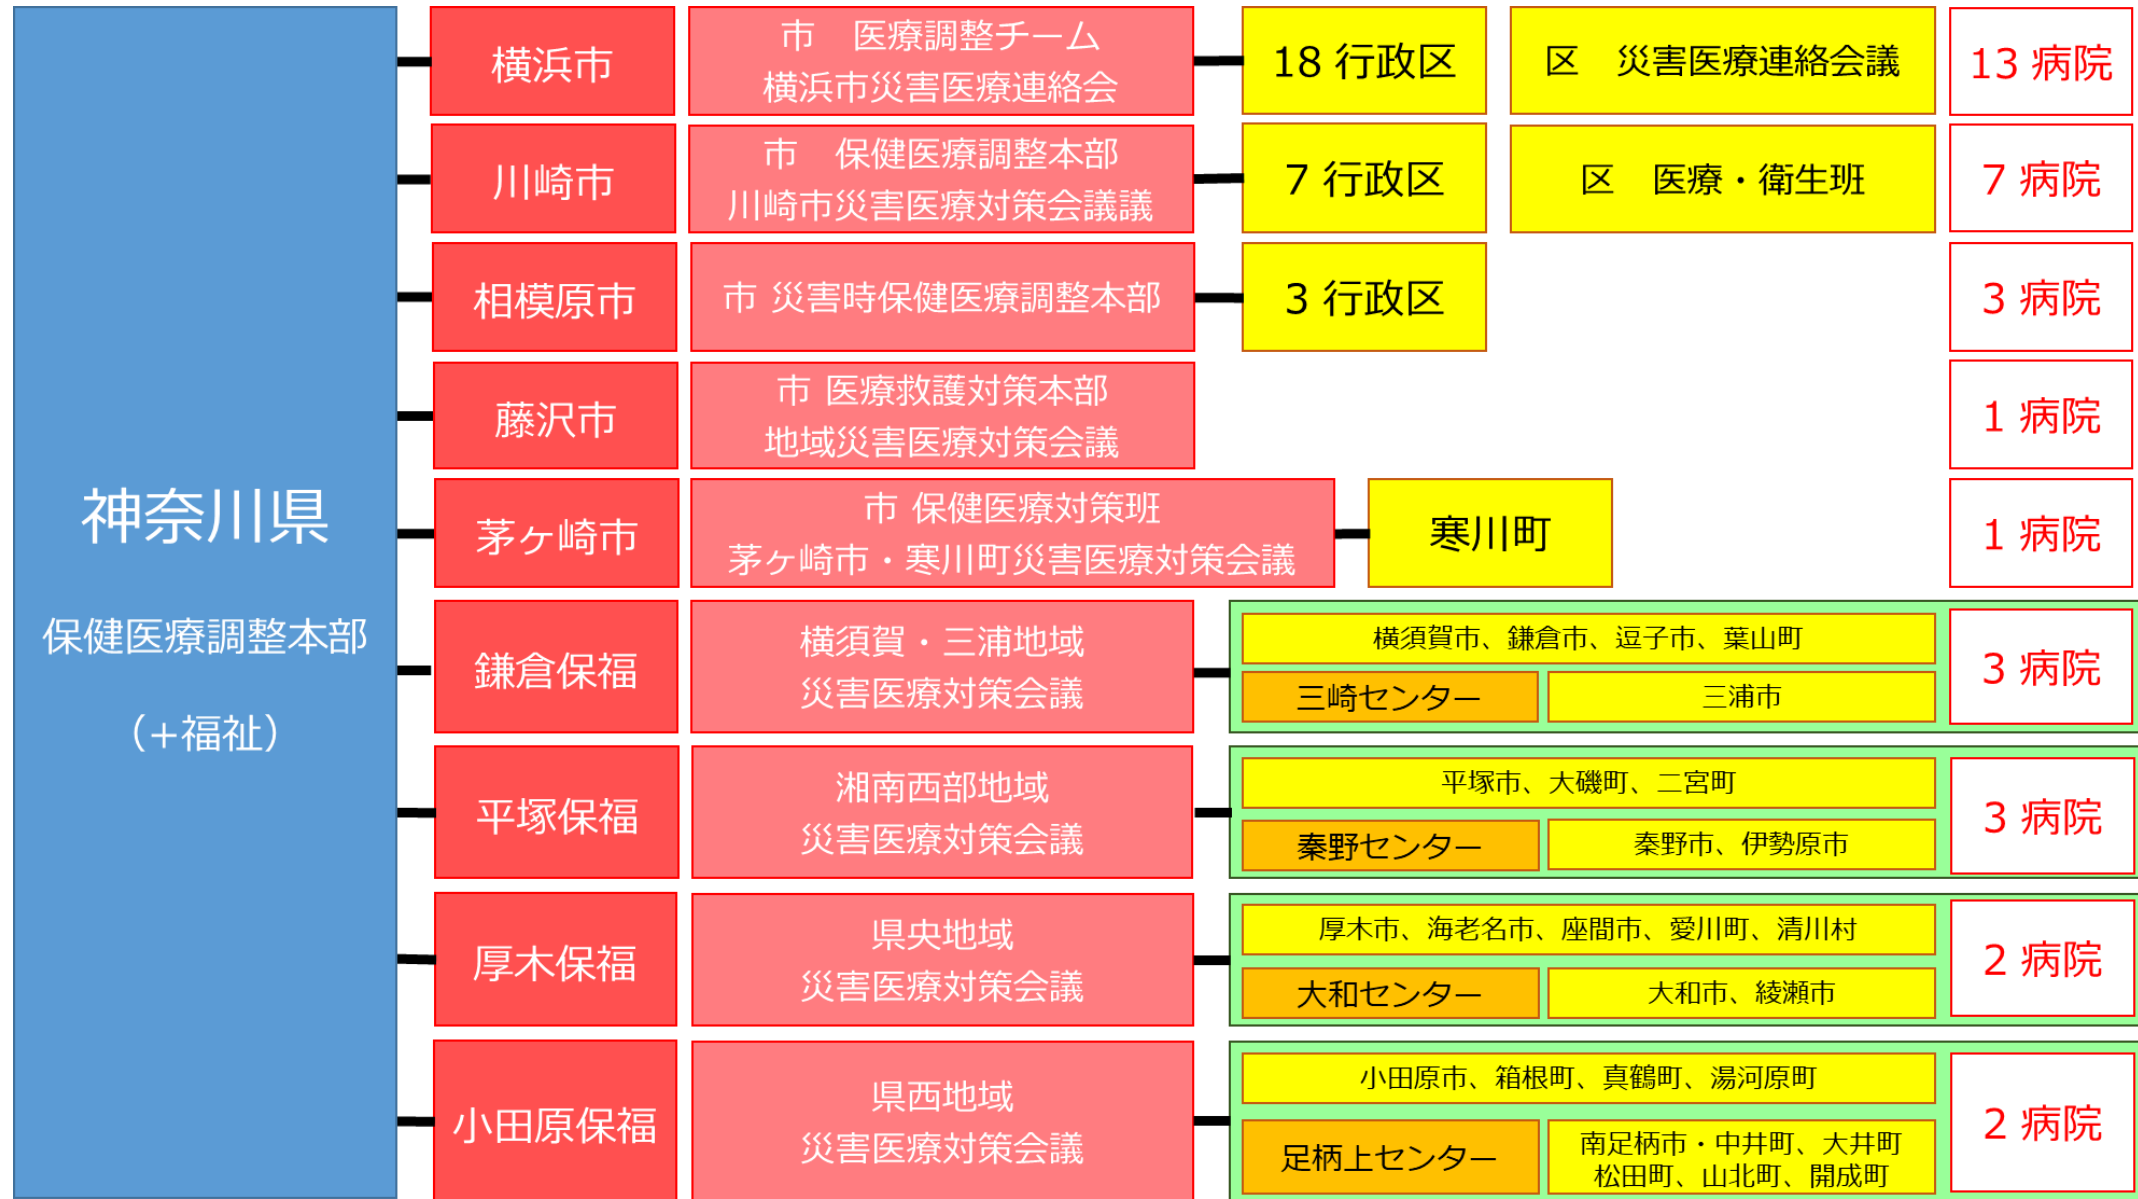 神奈川県
保健医療調整本部
（+福祉）
横浜市
市　医療調整チーム
横浜市災害医療連絡会
18 行政区
区　災害医療連絡会議
13 病院
川崎市
市　保健医療調整本部
川崎市災害医療対策会議議
7 行政区
区　医療・衛生班
7 病院
相模原市
市 災害時保健医療調整本部
3 行政区
3 病院
藤沢市
市 医療救護対策本部
地域災害医療対策会議
1 病院
茅ヶ崎市
市 保健医療対策班
茅ヶ崎市・寒川町災害医療対策会議
寒川町
1 病院
鎌倉保福
横須賀・三浦地域
災害医療対策会議
横須賀市、鎌倉市、逗子市、葉山町
三崎センター
三浦市
3 病院
平塚保福
湘南西部地域
災害医療対策会議
平塚市、大磯町、二宮町
秦野センター
秦野市、伊勢原市
3 病院
厚木保福
県央地域
災害医療対策会議
厚木市、海老名市、座間市、愛川町、清川村
大和センター
大和市、綾瀬市
2 病院
小田原保福
県西地域
災害医療対策会議
小田原市、箱根町、真鶴町、湯河原町
足柄上センター
南足柄市・中井町、大井町
松田町、山北町、開成町
2 病院